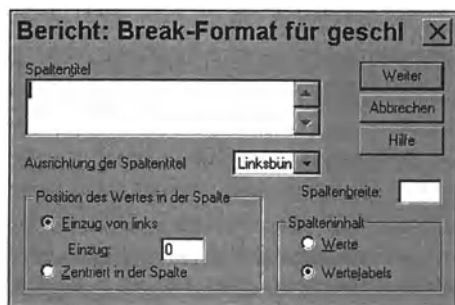 Bericht: Break-Format für geschl
Spaltentitel
Weiter
Abbrechen
Hilfe
Ausrichtung der Spaltentitel
Linksbün
Spaltenbreite:
Position des Wertes in der Spalte
Einzug von links
Einzug: 0
Zentriert in der Spalte
Spalteninhalt
Werte
Wertelabels